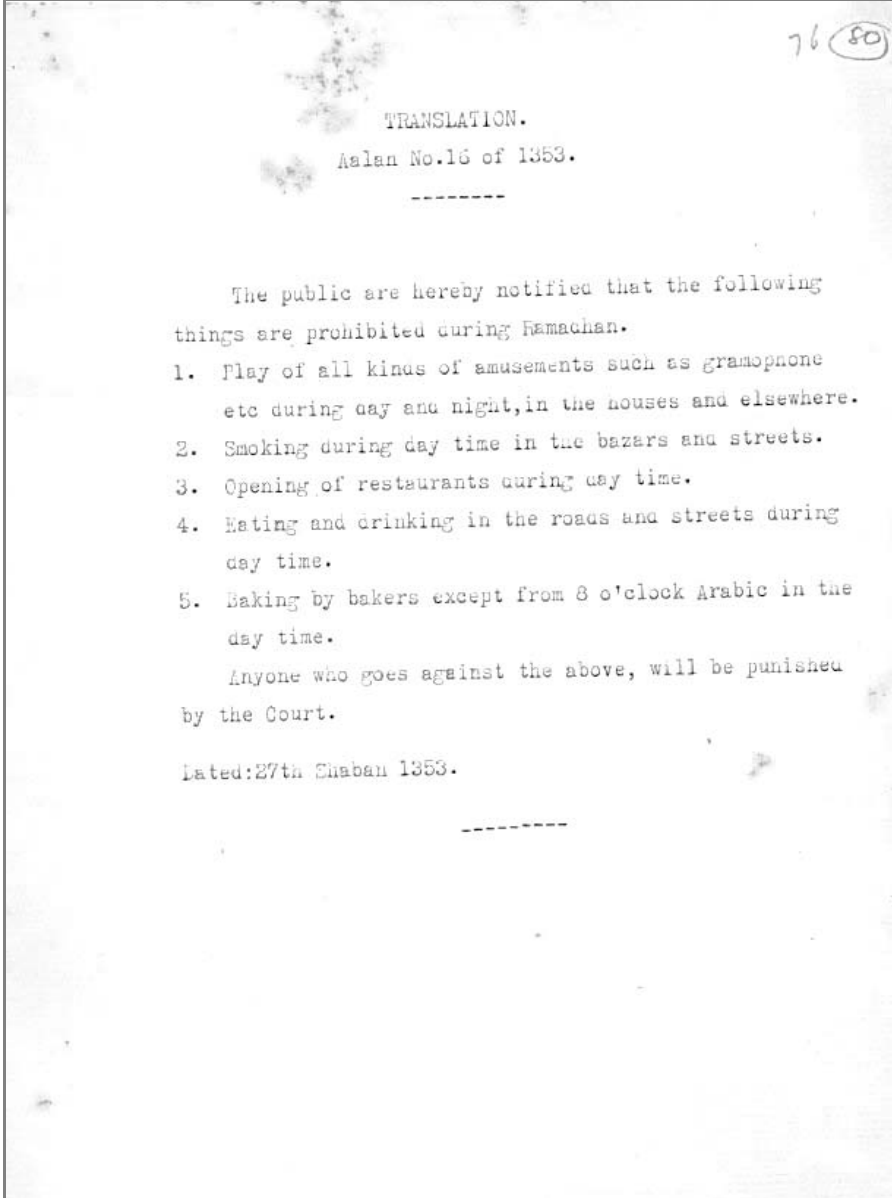 76 80
TRANSLATION.
Aalan No.16 of 1353.
--------
The public are hereby notified that the following
things are prohibited during Ramadhan.
1. Play of all kinds of amusements such as gramophone
etc during day and night,in the houses and elsewhere.
2. Smoking during day time in the bazars and streets.
3. Opening of restaurants during day time.
4. Eating and drinking in the roads and streets during
day time.
5. Baking by bakers except from 8 o'clock Arabic in the
day time.
Anyone who goes against the above, will be punished
by the Court.
Dated:27th Shaban 1353.
---------